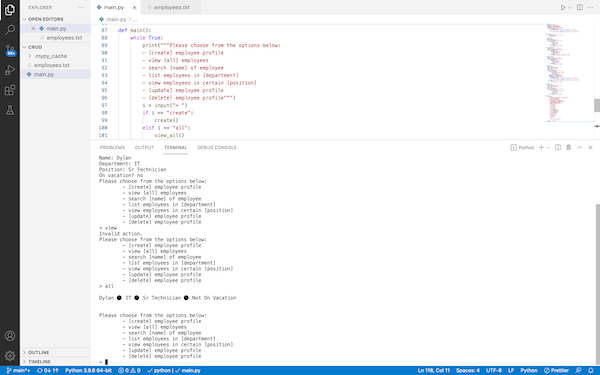 EXPLORER
OPEN EDITORS
main.py
employees.txt
CRUD
.mypy_cache
employees.txt
main.py
OUTLINE
TIMELINE
main.py
employees.txt
main.py > ...
87 def main():
88 while True:
89 print("""Please choose from the options below:
90 - [create] employee profile
91 - view [all] employees
92 - search [name] of employee
93 - list employees in [department]
94 - view employees in certain [position]
95 - [update] employee profile
96 - [delete] employee profile""")
97 i = input("> ")
98 if i == "create":
99 create()
100 elif i == "all":
101 view_all()
PROBLEMS OUTPUT TERMINAL DEBUG CONSOLE
Python
Name: Dylan
Department: IT
Position: Sr Technician
On vacation? no
Please choose from the options below:
- [create] employee profile
- view [all] employees
- search [name] of employee
- list employees in [department]
- view employees in certain [position]
- [update] employee profile
- [delete] employee profile
> view
Invalid action.
Please choose from the options below:
- [create] employee profile
- view [all] employees
- search [name] of employee
- list employees in [department]
- view employees in certain [position]
- [update] employee profile
- [delete] employee profile
> all
Dylan ● IT ● Sr Technician ● Not On Vacation
Please choose from the options below:
- [create] employee profile
- view [all] employees
- search [name] of employee
- list employees in [department]
- view employees in certain [position]
- [update] employee profile
- [delete] employee profile
>
main*+ 0↓ 1↑ Python 3.9.6 64-bit 0 0 python | main.py Ln 118, Col 11 Spaces: 4 UTF-8 LF Python Prettier